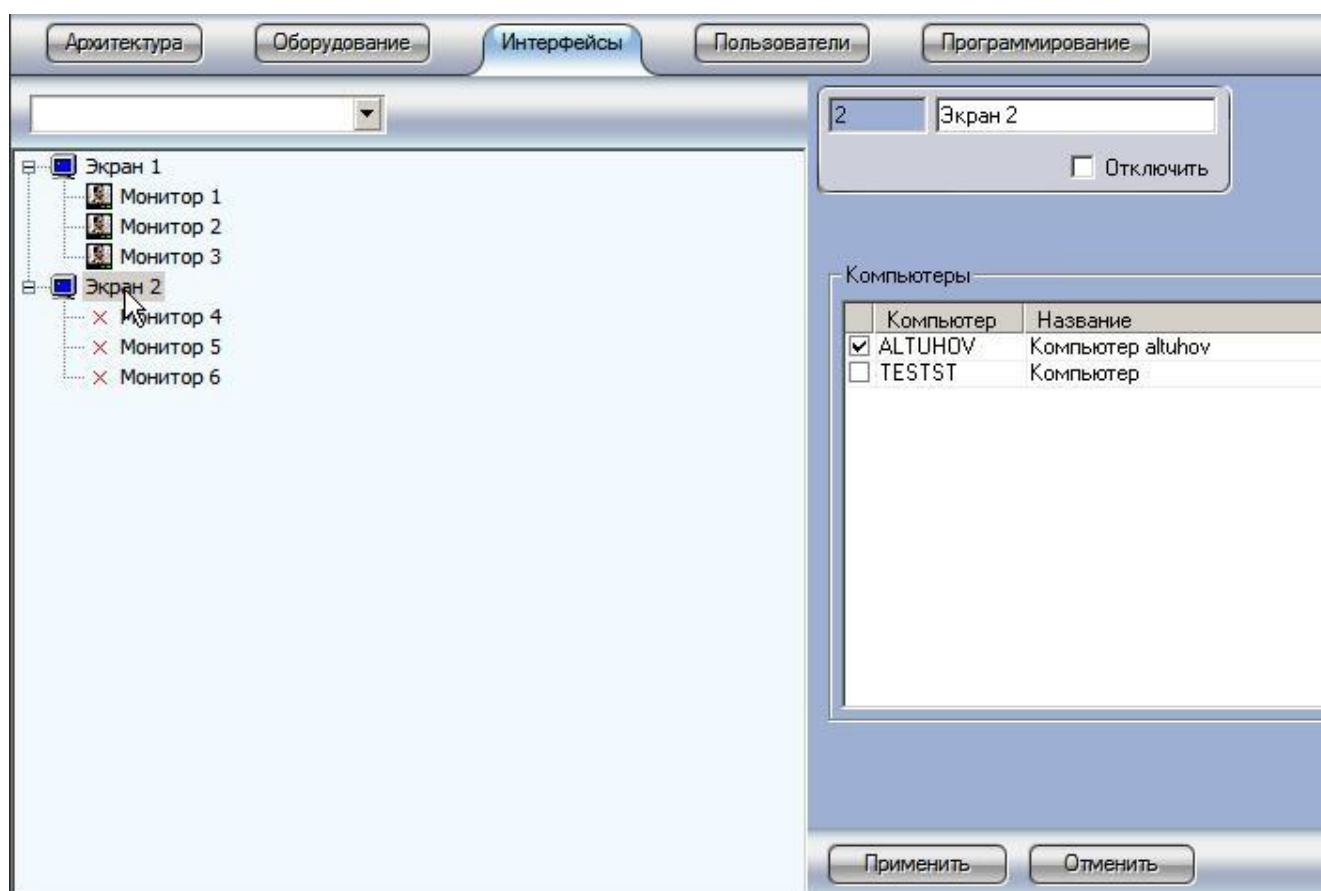 Архитектура Оборудование Интерфейсы Пользователи Программирование
2 Экран 2
Отключить
Экран 1
Монитор 1
Монитор 2
Монитор 3
Экран 2
Монитор 4
Монитор 5
Монитор 6
Компьютеры
Компьютер Название
ALTUHOV Компьютер altuhov
TESTST Компьютер
Применить Отменить